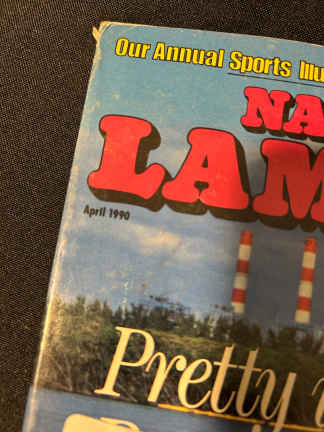 Our Annual Sports Illu
NA
LAM
April 1990
Pretty